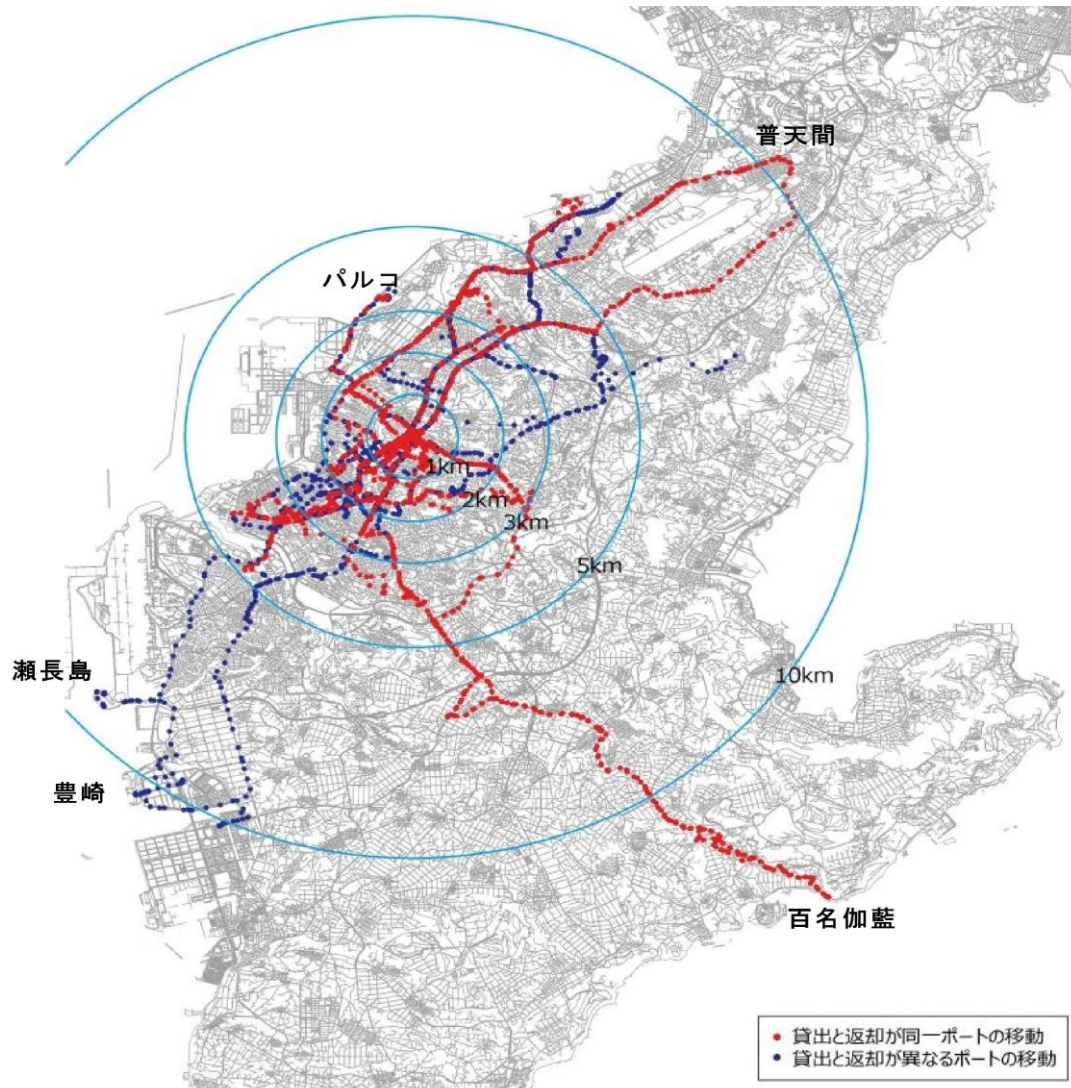 普天間
パルコ
1km
2km
3km
5km
瀬長島
10km
豊崎
百名伽藍
貸出と返却が同一ポートの移動
貸出と返却が異なるポートの移動